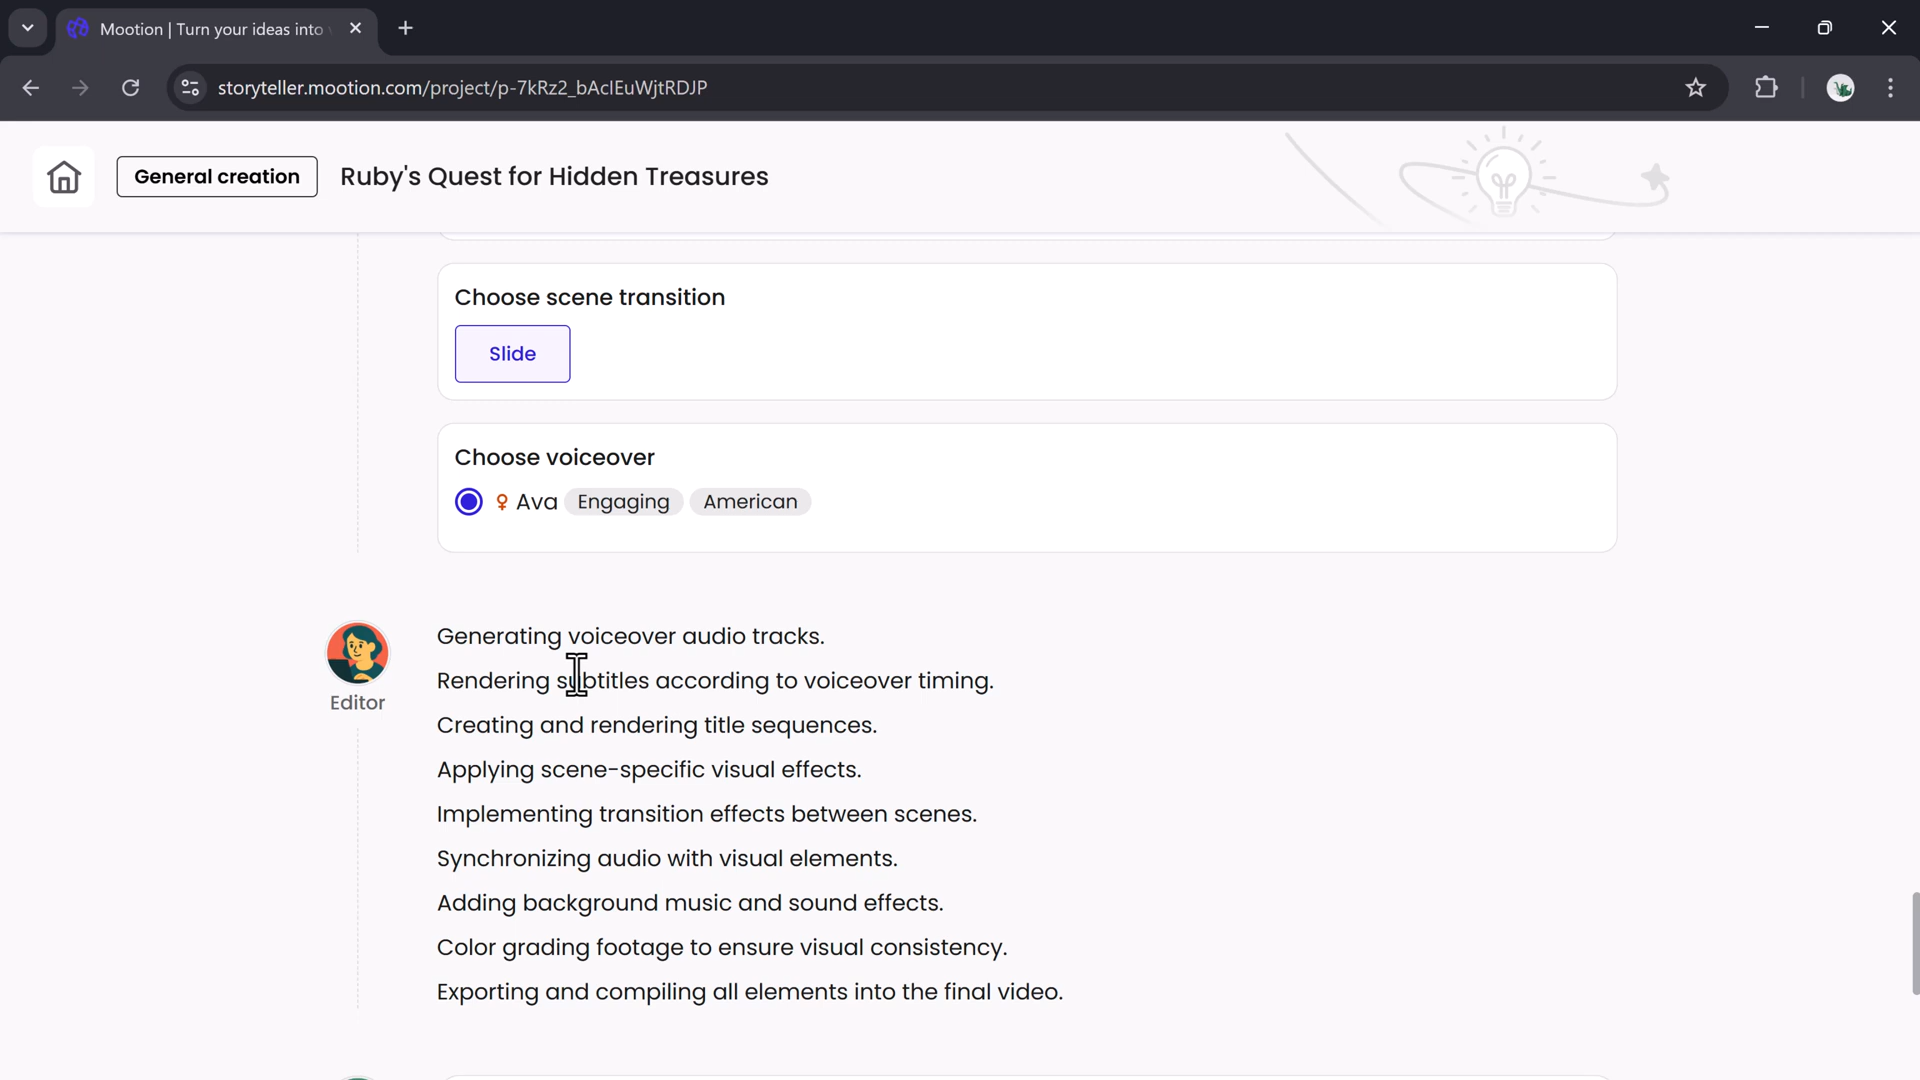 Mootion | Turn your ideas into
storyteller.mootion.com/project/p-7kRz2_bAclEuWjtRDJP
General creation
Ruby's Quest for Hidden Treasures
Choose scene transition
Slide
Choose voiceover
Ava Engaging American
Editor
Generating voiceover audio tracks.
Rendering subtitles according to voiceover timing.
Creating and rendering title sequences.
Applying scene-specific visual effects.
Implementing transition effects between scenes.
Synchronizing audio with visual elements.
Adding background music and sound effects.
Color grading footage to ensure visual consistency.
Exporting and compiling all elements into the final video.